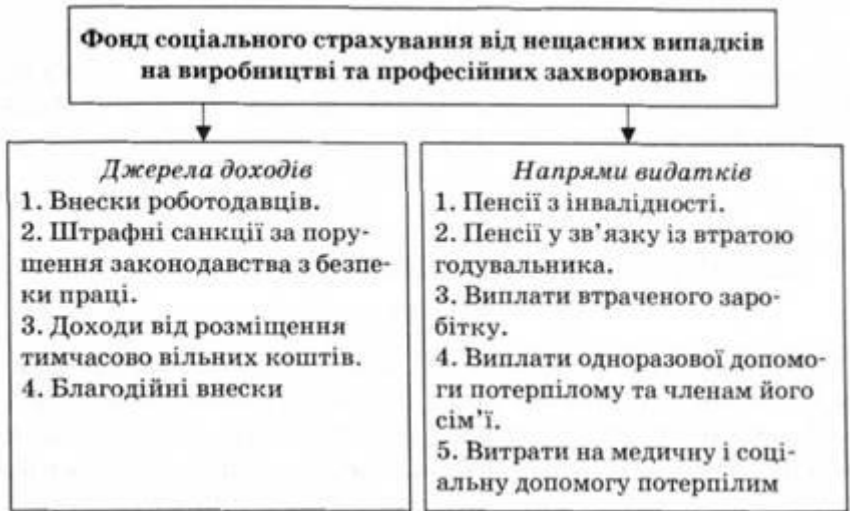 Фонд соціального страхування від нещасних випадків
на виробництві та професійних захворювань
Джерела доходів
1. Внески роботодавців.
2. Штрафні санкції за пору-
шення законодавства з безпе-
ки праці.
3. Доходи від розміщення
тимчасово вільних коштів.
4. Благодійні внески
Напрями видатків
1. Пенсії з інвалідності.
2. Пенсії у зв’язку із втратою
годувальника.
3. Виплати втраченого заро-
бітку.
4. Виплати одноразової допомо-
ги потерпілому та членам його
сім’ї.
5. Витрати на медичну і соці-
альну допомогу потерпілим